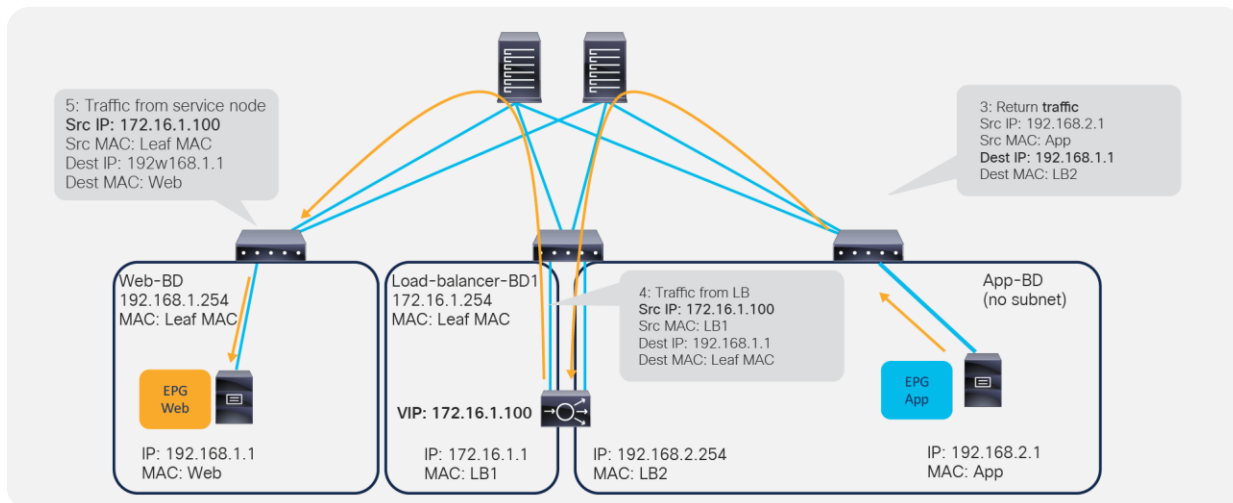 5: Traffic from service node
Src IP: 172.16.1.100
Src MAC: Leaf MAC
Dest IP: 192w168.1.1
Dest MAC: Web
3: Return traffic
Src IP: 192.168.2.1
Src MAC: App
Dest IP: 192.168.1.1
Dest MAC: LB2
Web-BD
192.168.1.254
MAC: Leaf MAC
EPG
Web
IP: 192.168.1.1
MAC: Web
Load-balancer-BD1
172.16.1.254
MAC: Leaf MAC
4: Traffic from LB
Src IP: 172.16.1.100
Src MAC: LB1
Dest IP: 192.168.1.1
Dest MAC: Leaf MAC
VIP: 172.16.1.100
IP: 172.16.1.1
MAC: LB1
IP: 192.168.2.254
MAC: LB2
App-BD
(no subnet)
EPG
App
IP: 192.168.2.1
MAC: App